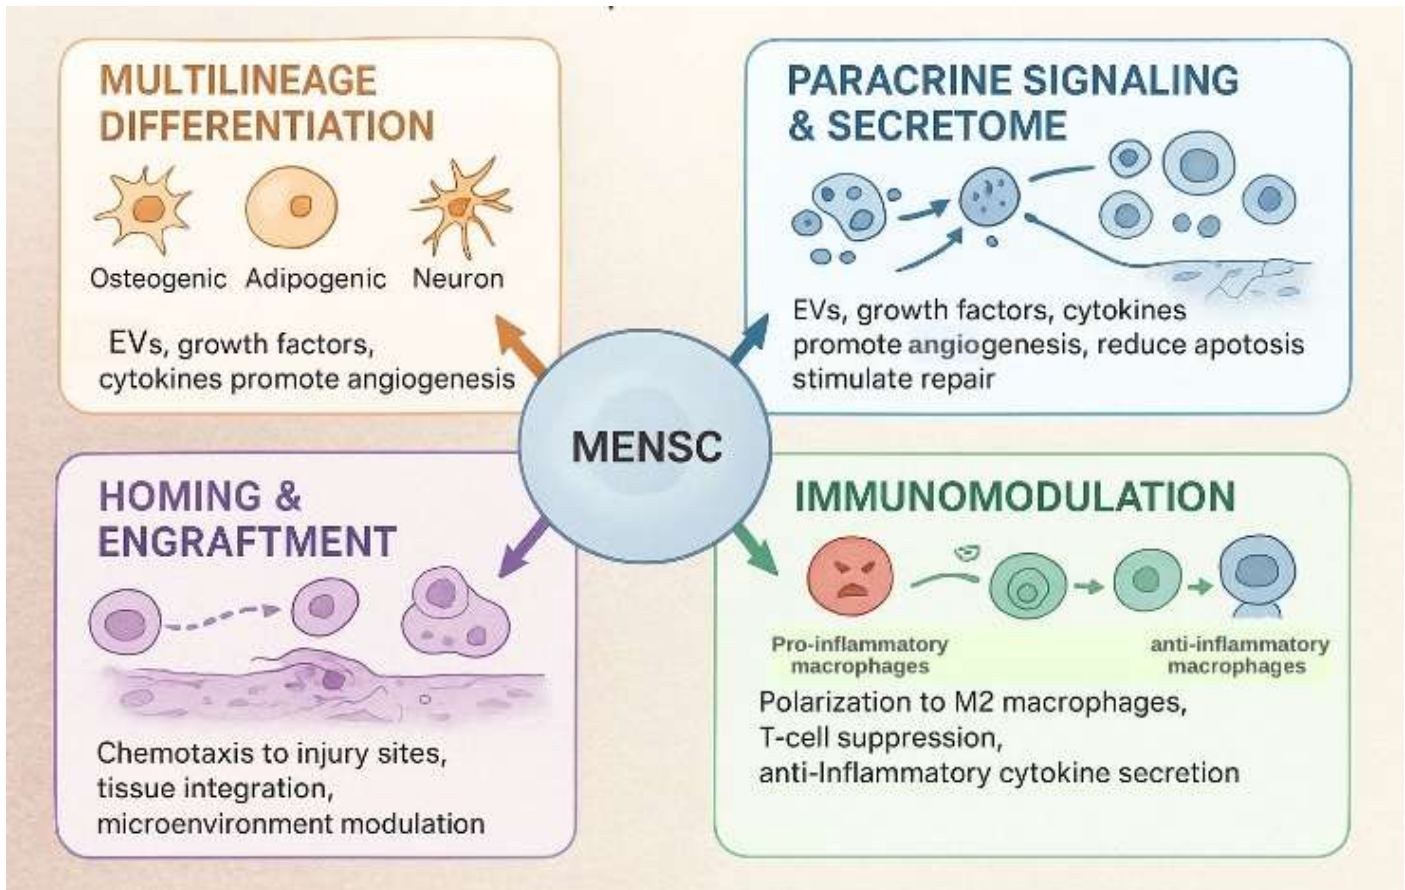 MULTILINEAGE
DIFFERENTIATION
Osteogenic Adipogenic Neuron
EVs, growth factors,
cytokines promote angiogenesis
PARACRINE SIGNALING
& SECRETOME
EVs, growth factors, cytokines
promote angiogenesis, reduce apotosis
stimulate repair
MENSC
HOMING &
ENGRAFTMENT
Chemotaxis to injury sites,
tissue integration,
microenvironment modulation
IMMUNOMODULATION
Pro-inflammatory
macrophages
anti-inflammatory
macrophages
Polarization to M2 macrophages,
T-cell suppression,
anti-Inflammatory cytokine secretion